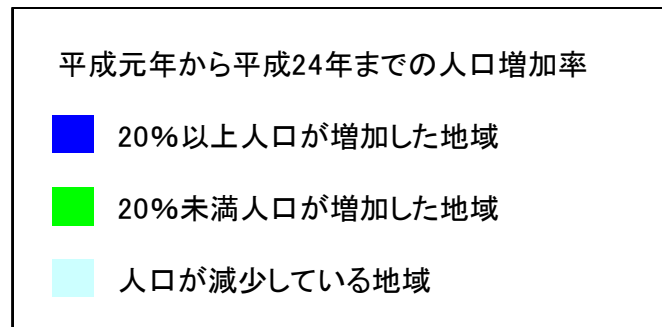 平成元年から平成24年までの人口増加率
20%以上人口が増加した地域
20%未満人口が増加した地域
人口が減少している地域